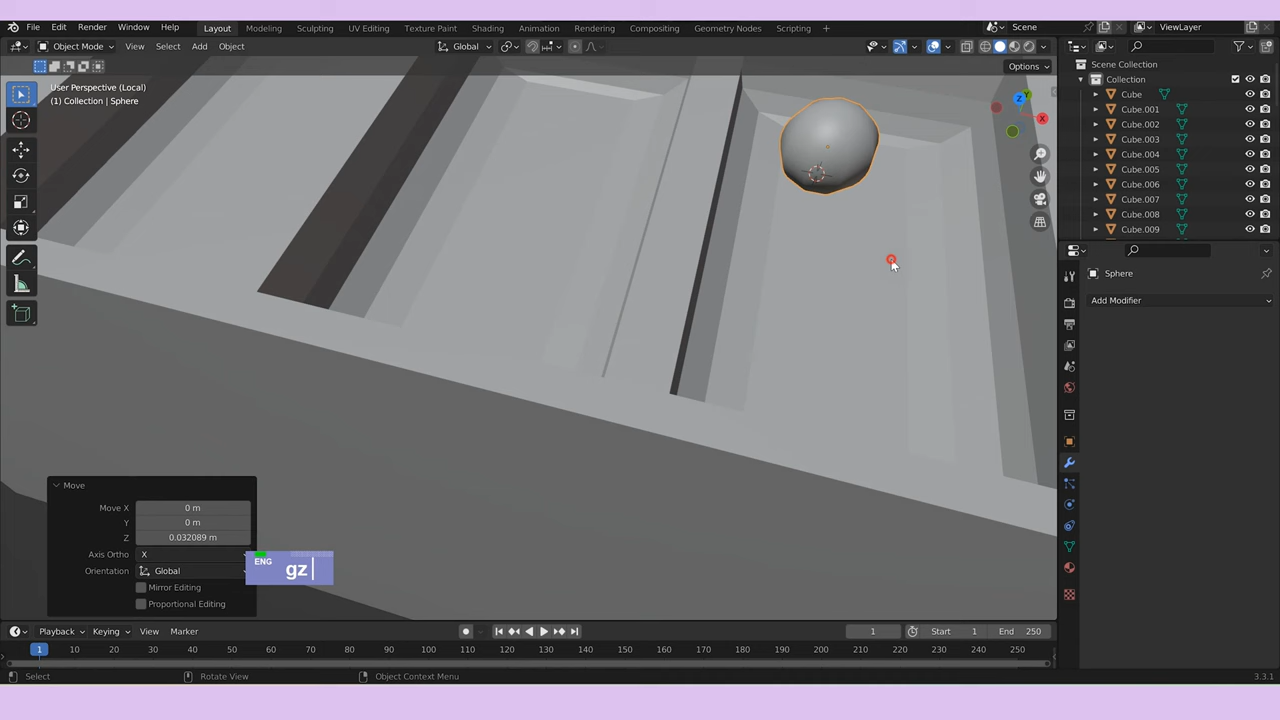 File Edit Render Window Help Layout Modeling Sculpting UV Editing Texture Paint Shading Animation Rendering Compositing Geometry Nodes Scripting + Scene ViewLayer
Object Mode View Select Add Object Global
Options
User Perspective (Local)
(1) Collection | Sphere
Z Y
X
Scene Collection
Collection
Cube
Cube.001
Cube.002
Cube.003
Cube.004
Cube.005
Cube.006
Cube.007
Cube.008
Cube.009
Sphere
Add Modifier
Move
Move X 0 m
Y 0 m
Z 0.032089 m
Axis Ortho X
Orientation Global
Mirror Editing
Proportional Editing
ENG gz
Playback Keying View Marker 1 Start 1 End 250
1 10 20 30 40 50 60 70 80 90 100 110 120 130 140 150 160 170 180 190 200 210 220 230 240 250
Select Rotate View Object Context Menu 3.3.1